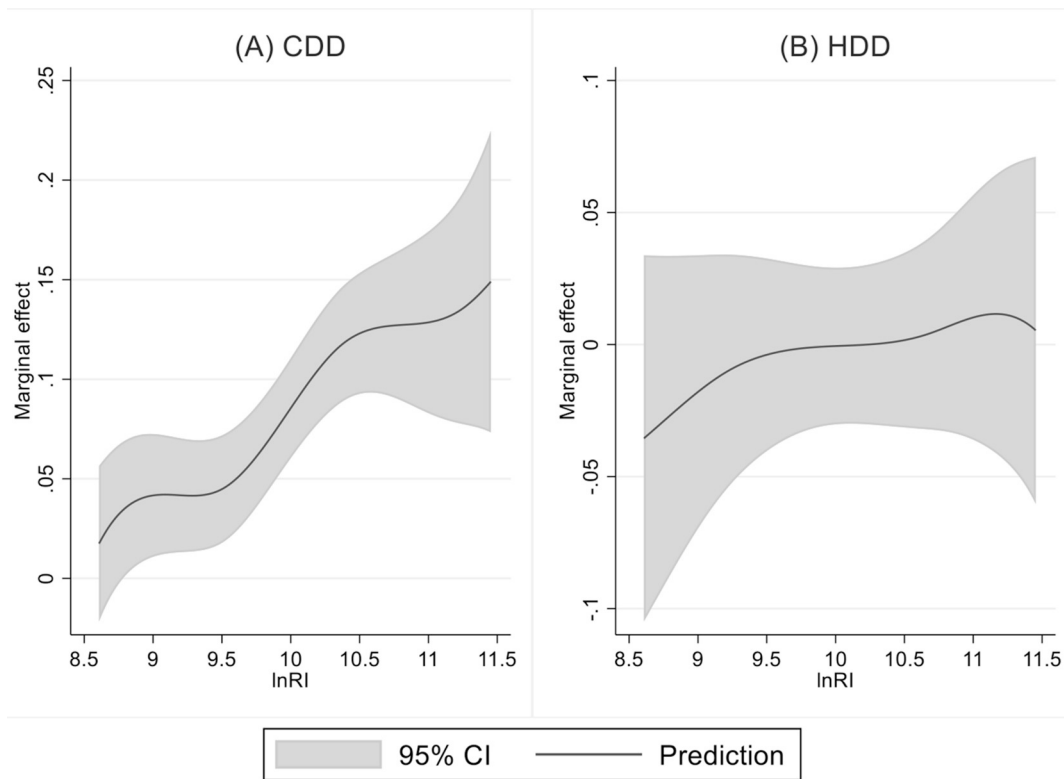 (A) CDD
.25
.2
.15
.1
.05
0
Marginal effect
8.5 9 9.5 10 10.5 11 11.5
lnRI
(B) HDD
.1
.05
0
-.05
-.1
Marginal effect
8.5 9 9.5 10 10.5 11 11.5
lnRI
95% CI Prediction